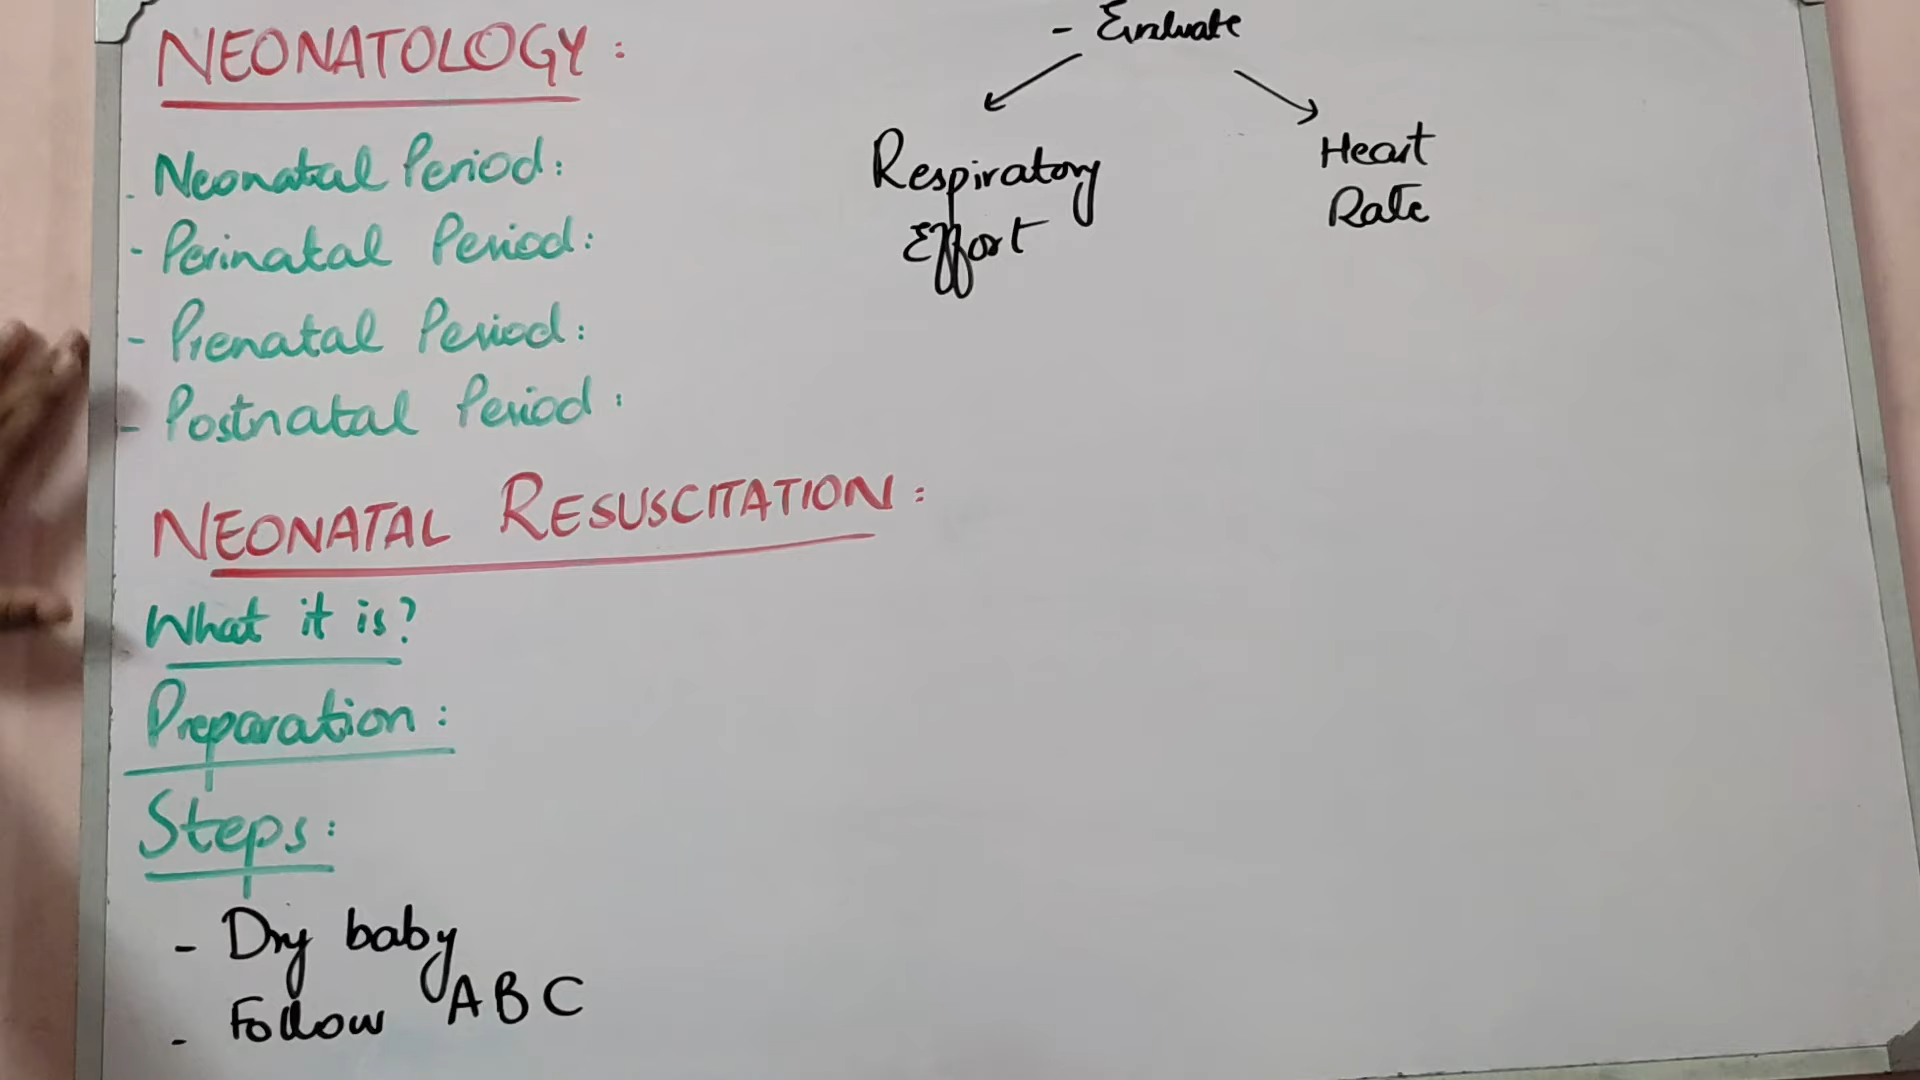 NEONATOLOGY:
. Neonatal Period:
- Perinatal Period:
- Prenatal Period:
- Postnatal Period:
NEONATAL RESUSCITATION:
What it is?
Preparation:
Steps:
- Dry baby
- Follow ABC
- Evaluate
Respiratory
Effort
Heart
Rate